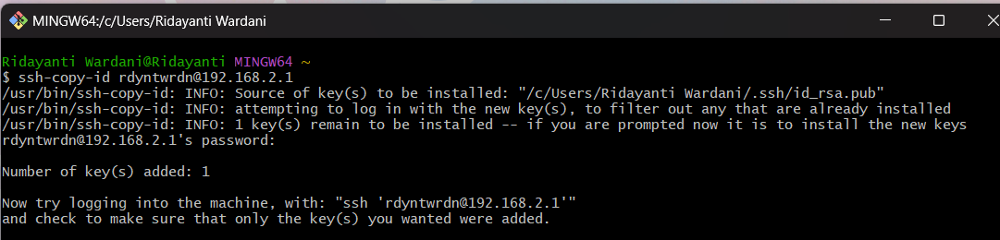 MINGW64:/c/Users/Ridayanti Wardani
Ridayanti Wardani@Ridayanti MINGW64 ~
$ ssh-copy-id rdyntwrdn@192.168.2.1
/usr/bin/ssh-copy-id: INFO: Source of key(s) to be installed: "/c/Users/Ridayanti Wardani/.ssh/id_rsa.pub"
/usr/bin/ssh-copy-id: INFO: attempting to log in with the new key(s), to filter out any that are already installed
/usr/bin/ssh-copy-id: INFO: 1 key(s) remain to be installed -- if you are prompted now it is to install the new keys
rdyntwrdn@192.168.2.1's password:
Number of key(s) added: 1
Now try logging into the machine, with: "ssh 'rdyntwrdn@192.168.2.1'"
and check to make sure that only the key(s) you wanted were added.